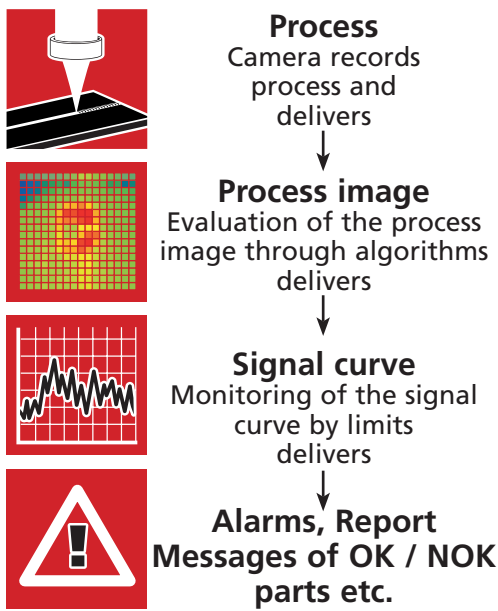 Process
Camera records
process and
delivers
Process image
Evaluation of the process
image through algorithms
delivers
Signal curve
Monitoring of the signal
curve by limits
delivers
Alarms, Report
Messages of OK / NOK
parts etc.